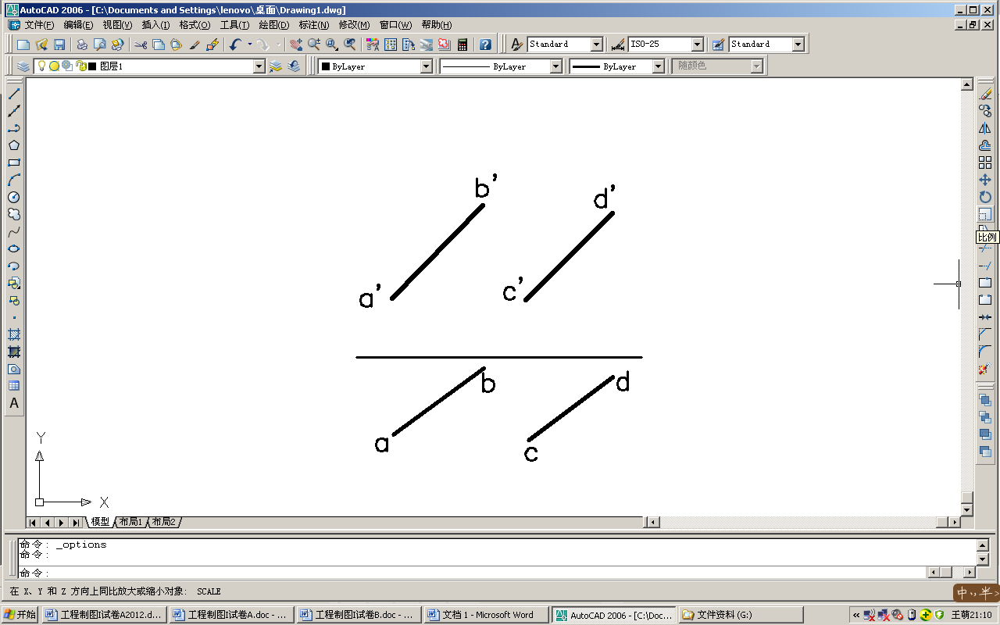 AutoCAD 2006 - [C:\Documents and Settings\lenovo\桌面\Drawing1.dwg]
文件(F) 编辑(E) 视图(V) 插入(I) 格式(O) 工具(T) 绘图(D) 标注(N) 修改(M) 窗口(W) 帮助(H)
Standard ISO-25 Standard
图层1 ByLayer ByLayer ByLayer 随颜色
b' d'
a' c'
比例
b d
a c
A
Y
X
模型 布局1 布局2
命令: _options
命令:
命令:
在 X、Y 和 Z 方向上同比放大或缩小对象: SCALE
中 半
开始 工程制图I试卷A2012.d... 工程制图I试卷A.doc - ... 工程制图I试卷B.doc - ... 文档 1 - Microsoft Word AutoCAD 2006 - [C:\Doc... 文件资料 (G:) 王萌21:10